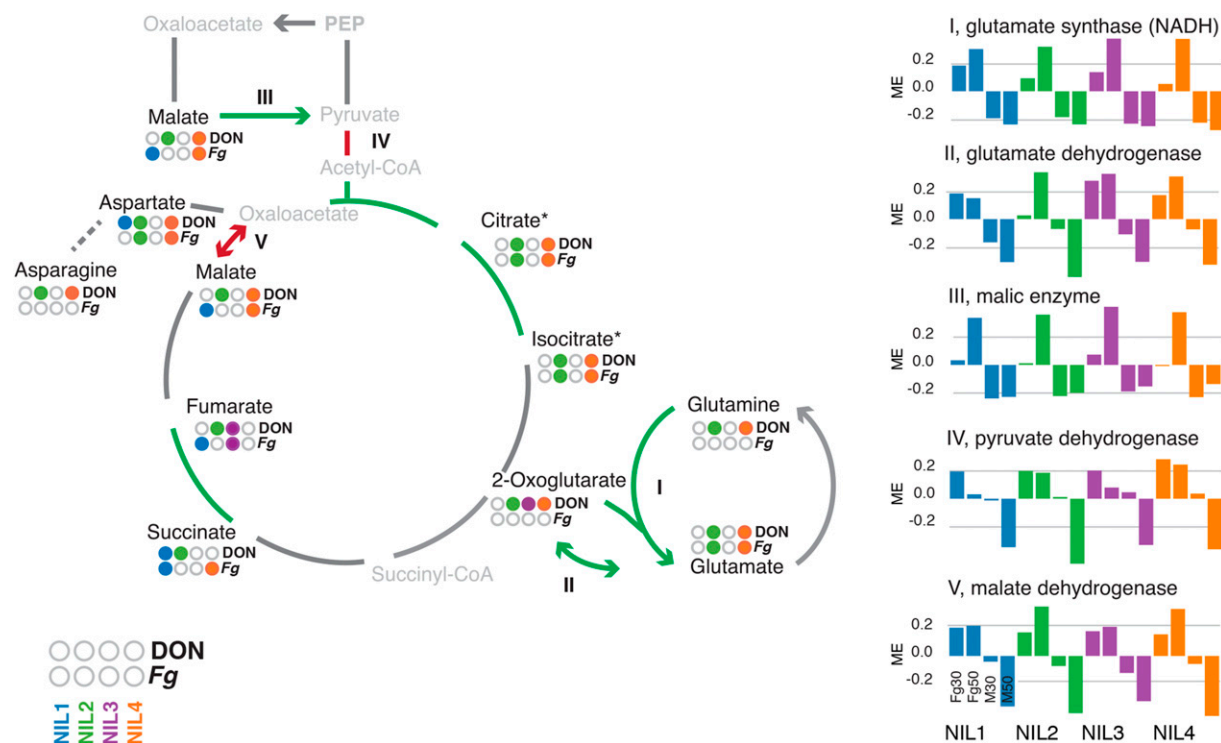 Oxaloacetate
PEP
III
Malate
DON
Fg
Pyruvate
IV
Acetyl-CoA
Aspartate
DON
Fg
Oxaloacetate
V
Citrate*
DON
Fg
Asparagine
DON
Fg
Malate
DON
Fg
Isocitrate*
DON
Fg
Fumarate
DON
Fg
Glutamine
DON
Fg
2-Oxoglutarate
DON
Fg
I
Succinate
DON
Fg
Succinyl-CoA
DON
Fg
Glutamate
II
DON
Fg
NIL1
NIL2
NIL3
NIL4
I, glutamate synthase (NADH)
ME
0.2
0.0
-0.2
II, glutamate dehydrogenase
ME
0.2
0.0
-0.2
III, malic enzyme
ME
0.2
0.0
-0.2
IV, pyruvate dehydrogenase
ME
0.2
0.0
-0.2
V, malate dehydrogenase
ME
0.2
0.0
-0.2
Fg30
Fg50
M30
M50
NIL1 NIL2 NIL3 NIL4